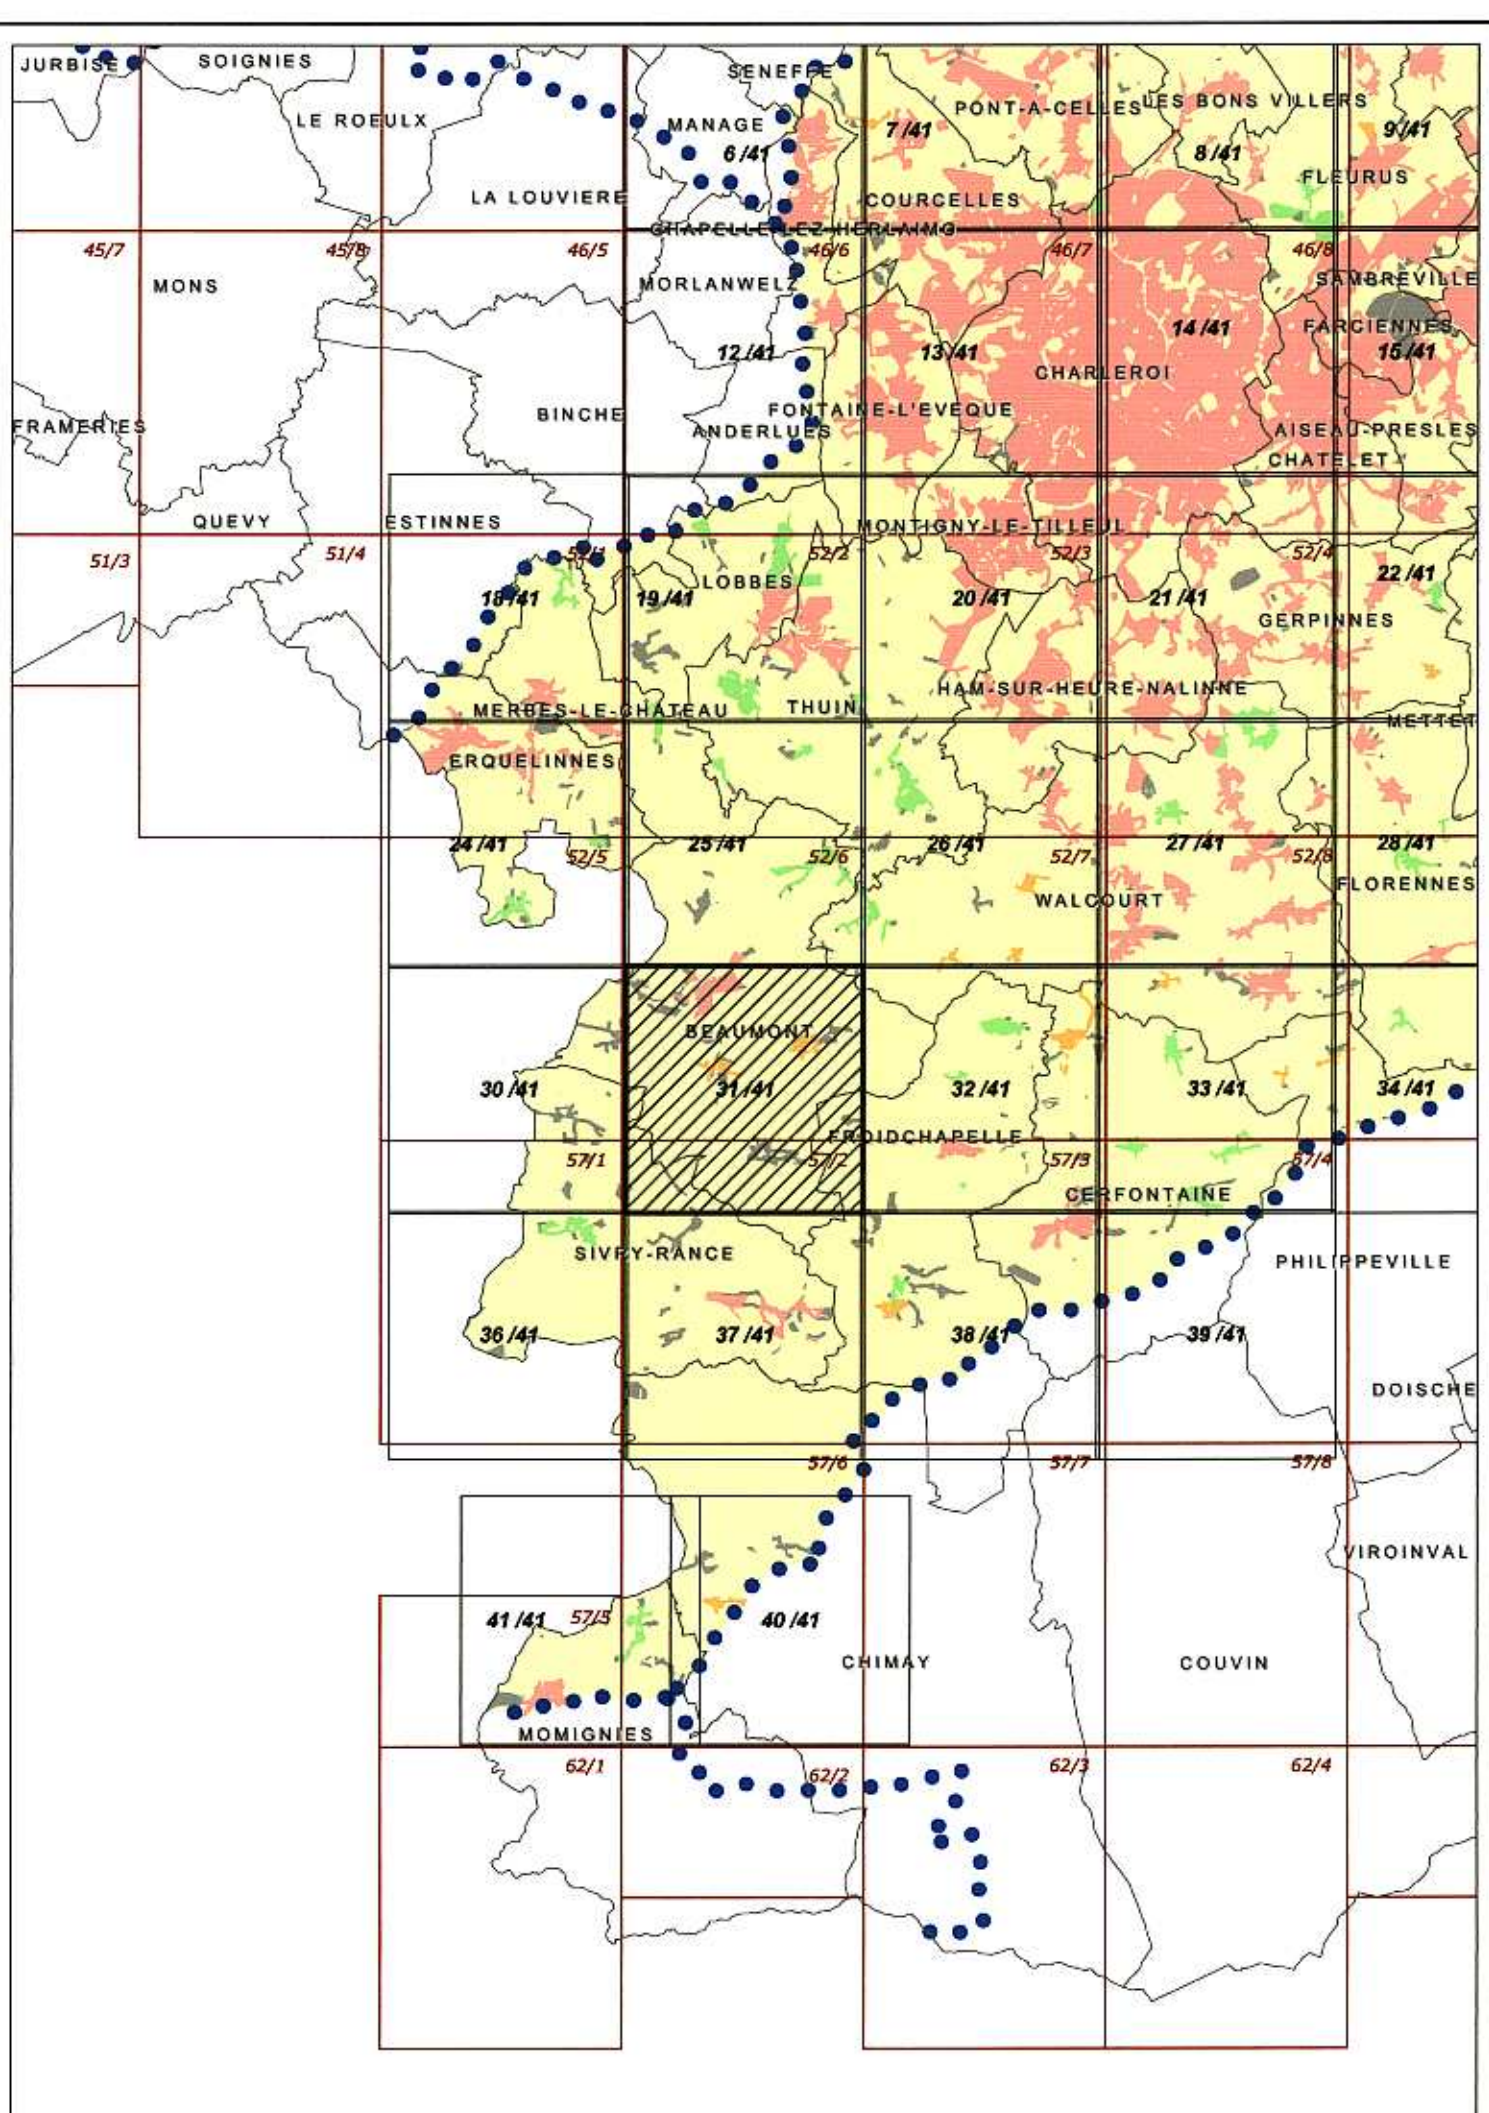 JURBISE
SOIGNIES
SENEFFE
LE ROEULX
MANAGE
PONT-A-CELLES
LES BONS VILLERS
6 /41
7 /41
8 /41
9 /41
FLEURUS
LA LOUVIERE
COURCELLES
CHAPELLE-LEZ-HERLAIMO
45/7
45/8
46/5
46/6
46/7
46/8
MONS
MORLANWELZ
SAMBREVILLE
12 /41
13 /41
14 /41
FARCIENNES
15 /41
CHARLEROI
BINCHE
FONTAINE-L'EVEQUE
FRAMERIES
ANDERLUES
AISEAU-PRESLES
CHATELET
QUEVY
ESTINNES
MONTIGNY-LE-TILLEUL
51/3
51/4
52/1
52/2
52/3
52/4
LOBBES
22 /41
18 /41
19 /41
20 /41
21 /41
GERPINNES
HAM-SUR-HEURE-NALINNE
MERBES-LE-CHATEAU
THUIN
METTET
ERQUELINNES
24 /41
25 /41
26 /41
27 /41
28 /41
52/5
52/6
52/7
52/8
FLORENNES
WALCOURT
BEAUMONT
30 /41
31 /41
32 /41
33 /41
34 /41
FROIDCHAPELLE
57/1
57/2
57/3
57/4
CERFONTAINE
SIVRY-RANCE
PHILIPPEVILLE
36 /41
37 /41
38 /41
39 /41
DOISCHE
57/6
57/7
57/8
VIROINVAL
41 /41
57/5
40 /41
CHIMAY
COUVIN
MOMIGNIES
62/1
62/2
62/3
62/4